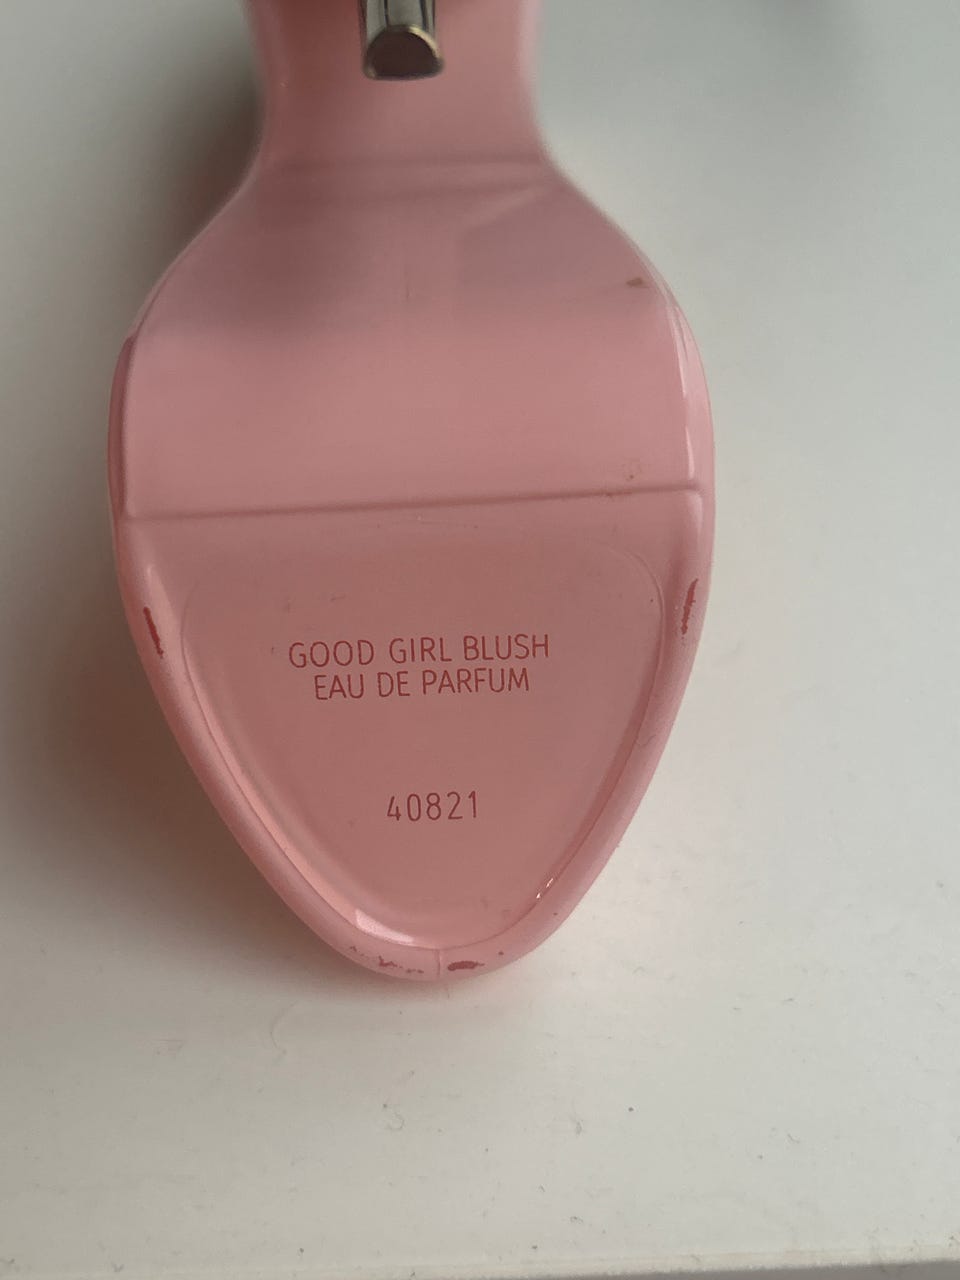 GOOD GIRL BLUSH
EAU DE PARFUM
40821